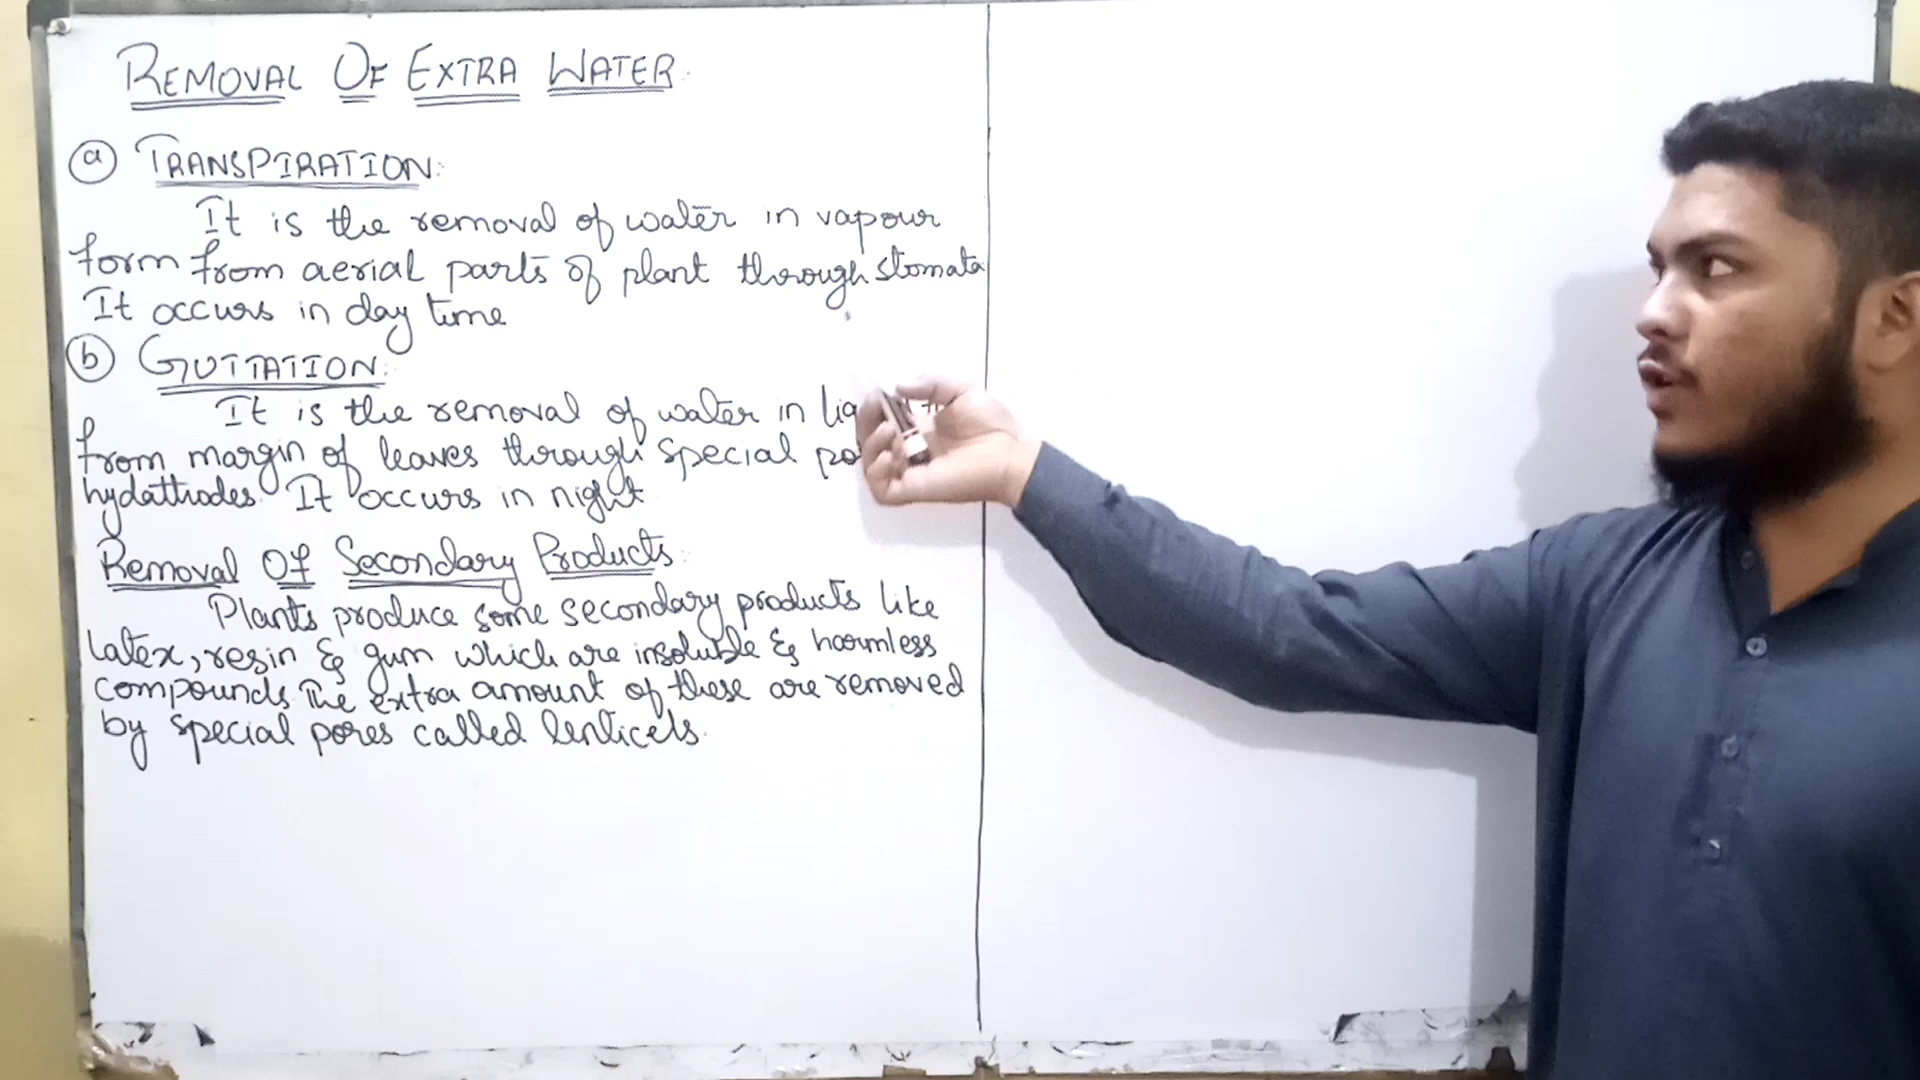 REMOVAL OF EXTRA WATER
a TRANSPIRATION:
It is the removal of water in vapour
form from aerial parts of plant through stomata
It occurs in day time
b GUTTATION:
It is the removal of water in
from margin of leaves through special
hydathodes. It occurs in night
Removal Of Secondary Products:
Plants produce some secondary products like
Latex, resin & gum which are insoluble & harmless
compounds. The extra amount of these are removed
by special pores called lenticels.